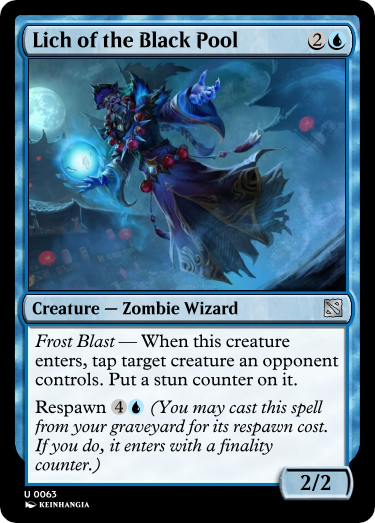 Lich of the Black Pool 2
Creature — Zombie Wizard
Frost Blast — When this creature
enters, tap target creature an opponent
controls. Put a stun counter on it.
Respawn 4 (You may cast this spell
from your graveyard for its respawn cost.
If you do, it enters with a finality
counter.)
2/2
U 0063
KEINHANGIA